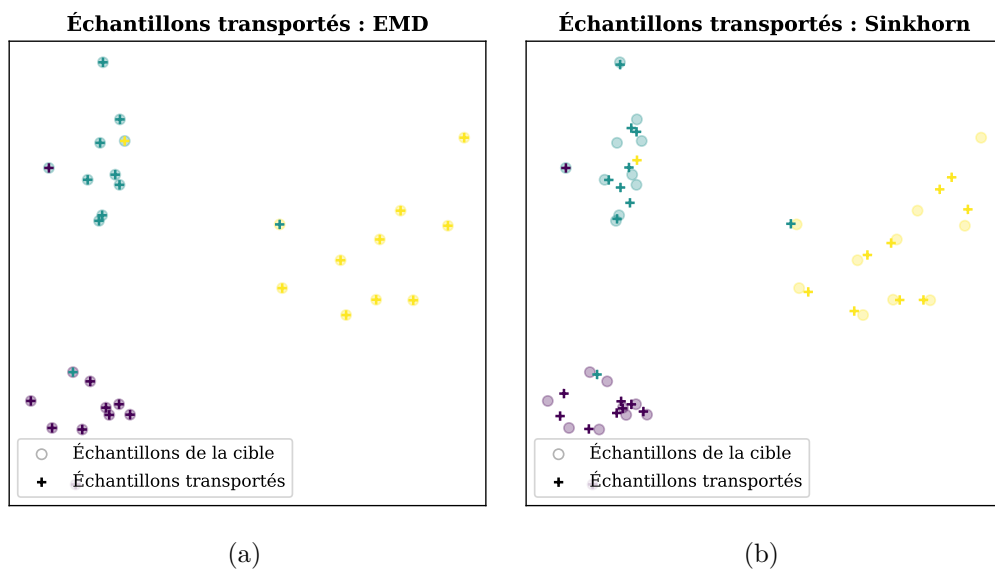 Échantillons transportés : EMD
Échantillons transportés : Sinkhorn
Échantillons de la cible
Échantillons transportés
Échantillons de la cible
Échantillons transportés
(a)
(b)